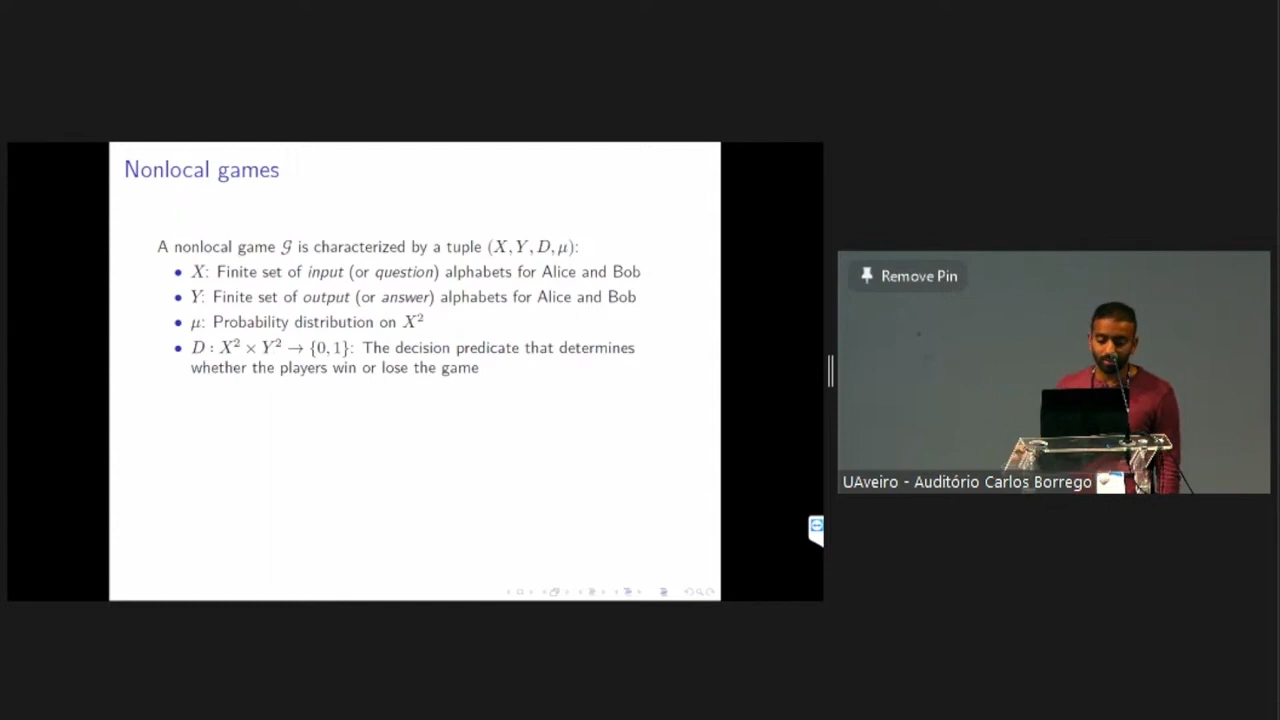 Nonlocal games
A nonlocal game 𝒢 is characterized by a tuple (X, Y, D, μ):
• X: Finite set of input (or question) alphabets for Alice and Bob
• Y: Finite set of output (or answer) alphabets for Alice and Bob
• μ: Probability distribution on X²
• D : X² × Y² → {0, 1}: The decision predicate that determines
whether the players win or lose the game
Remove Pin
UAveiro - Auditório Carlos Borrego